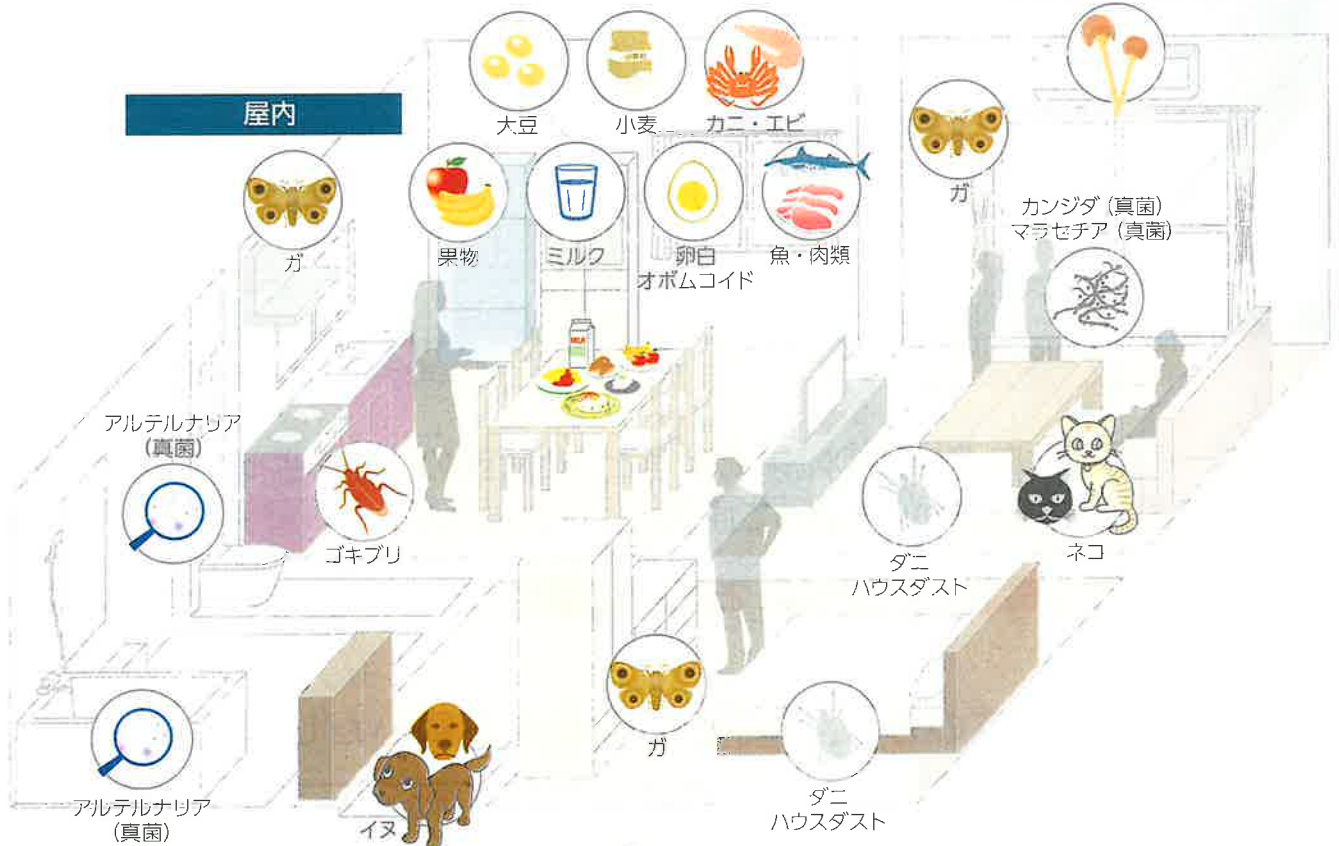 屋内
大豆
小麦
カニ・エビ
ガ
ガ
果物
ミルク
卵白
オボムコイド
魚・肉類
カンジダ（真菌）
マラセチア（真菌）
MILK
アルテルナリア
（真菌）
ゴキブリ
ダニ
ハウスダスト
ネコ
ガ
アルテルナリア
（真菌）
イヌ
ダニ
ハウスダスト